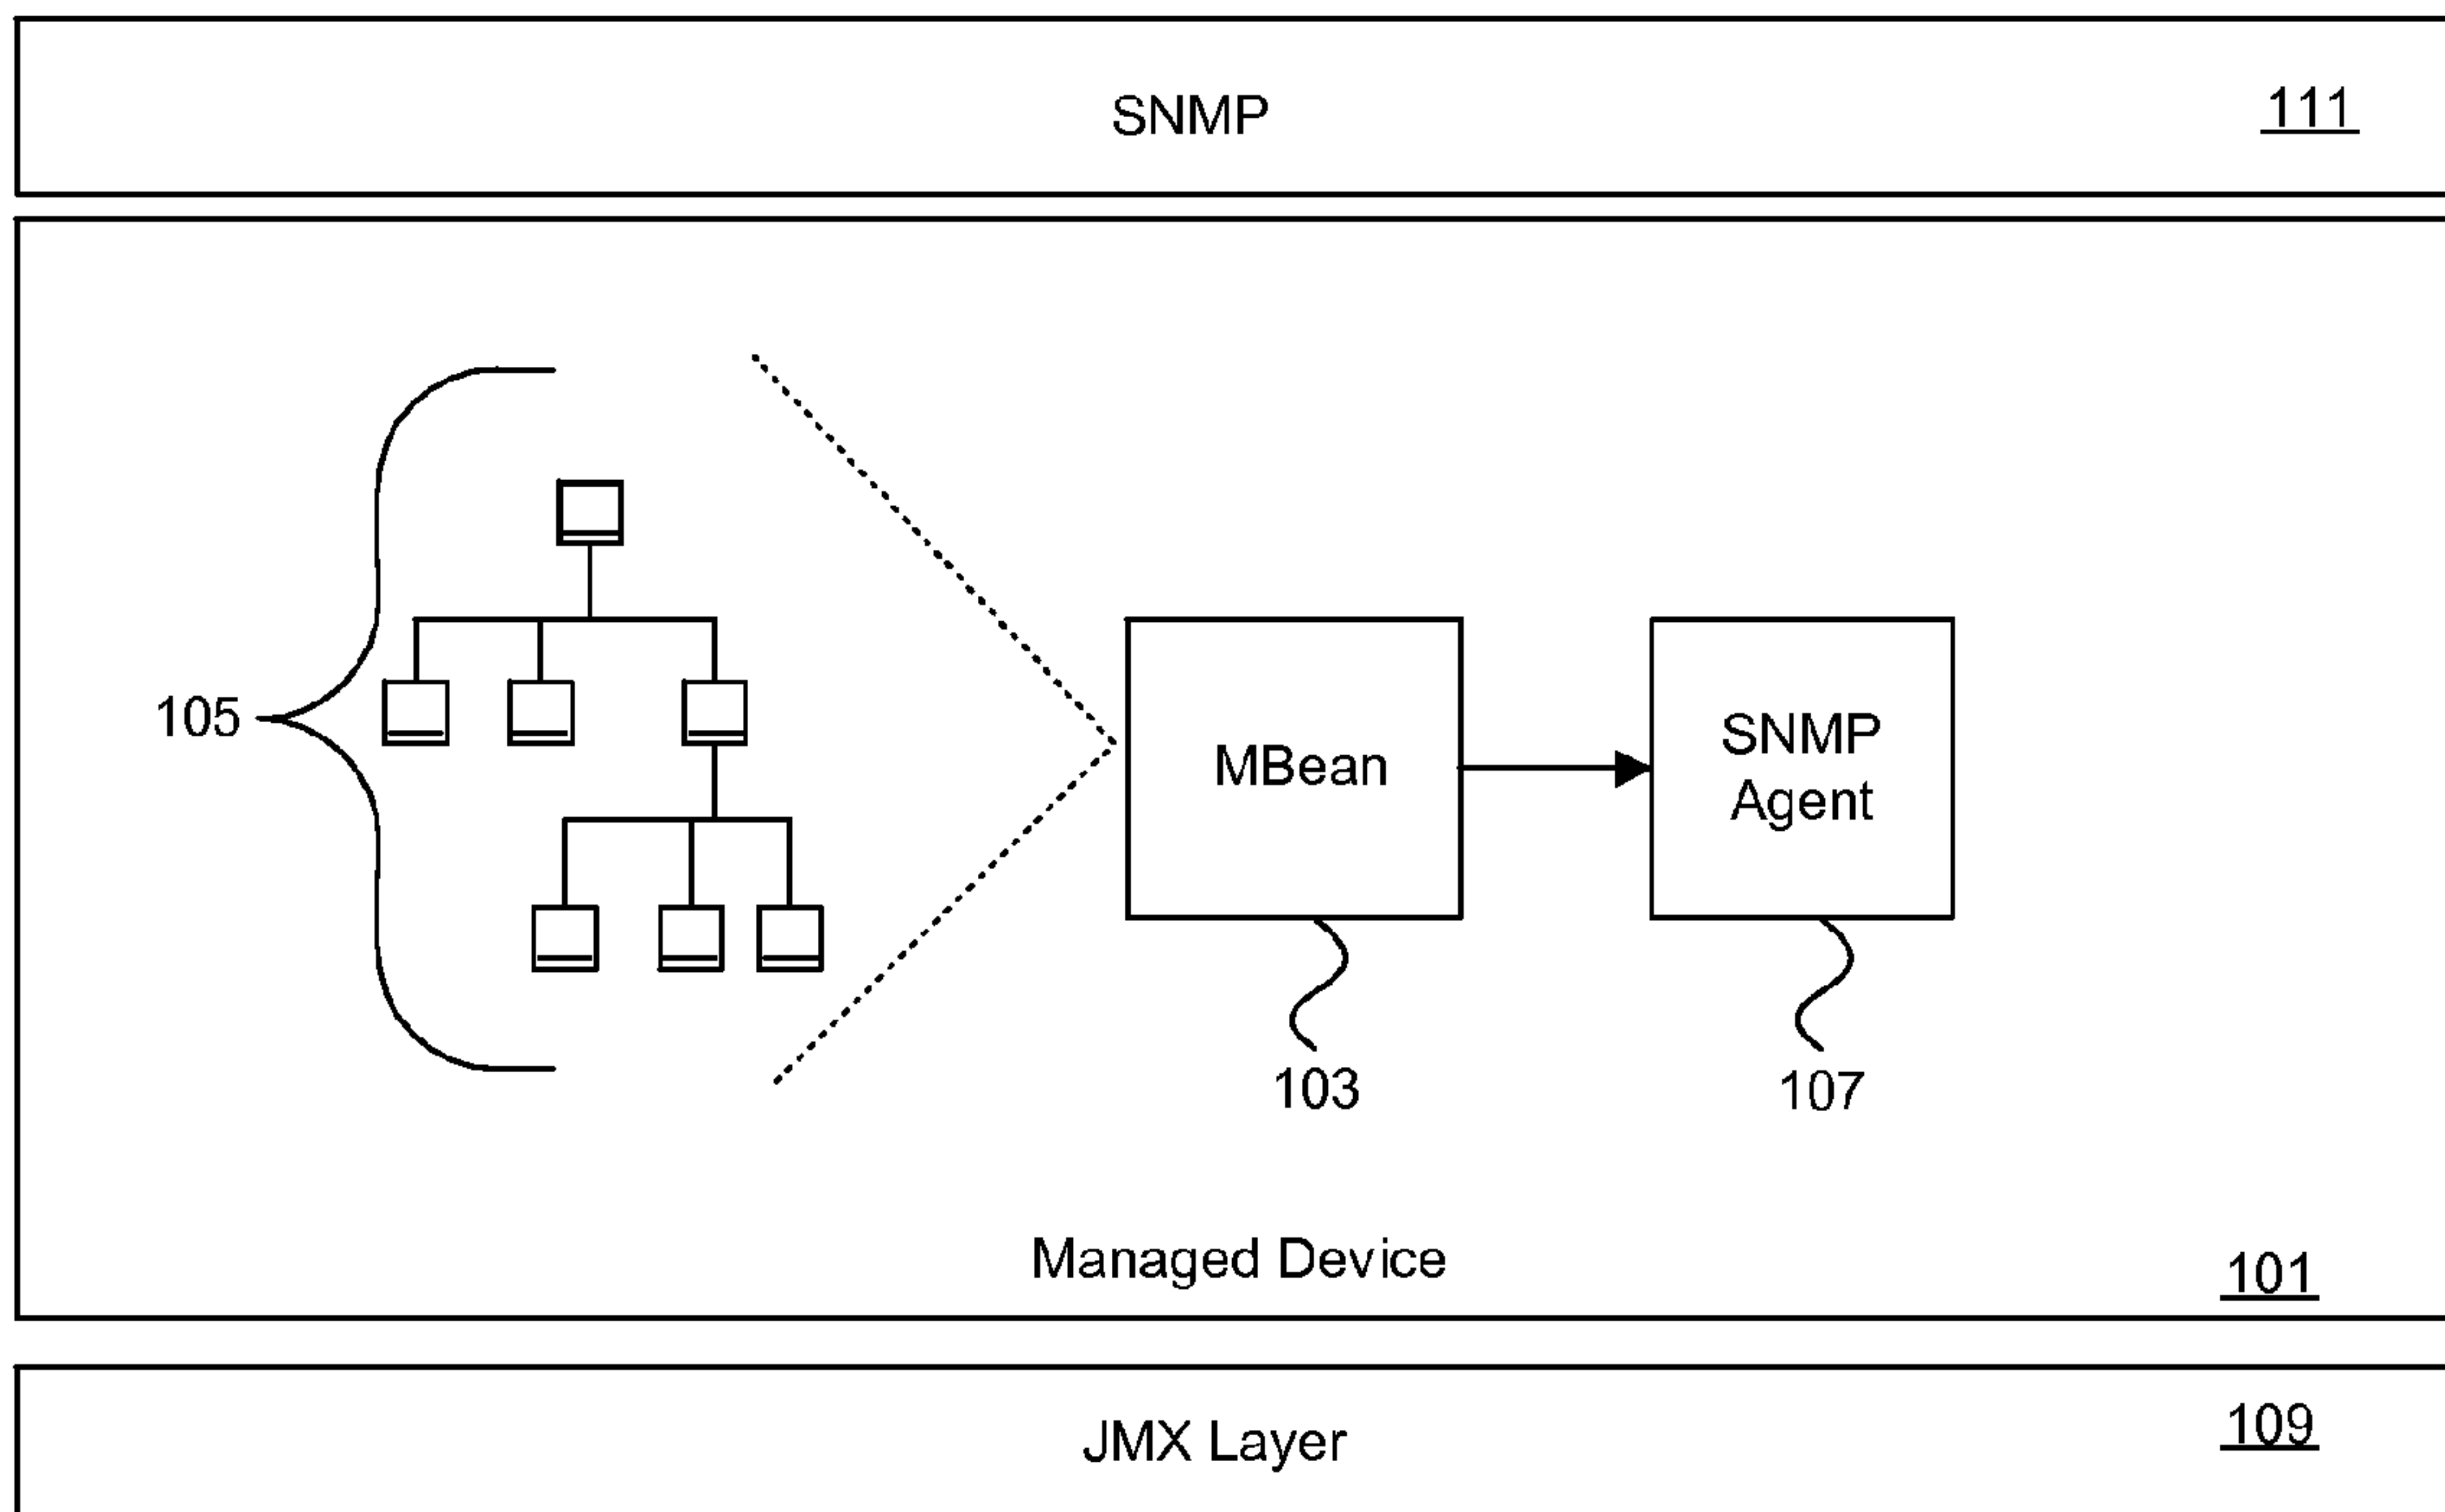 SNMP
111
105
MBean
SNMP
Agent
103
107
Managed Device
101
JMX Layer
109